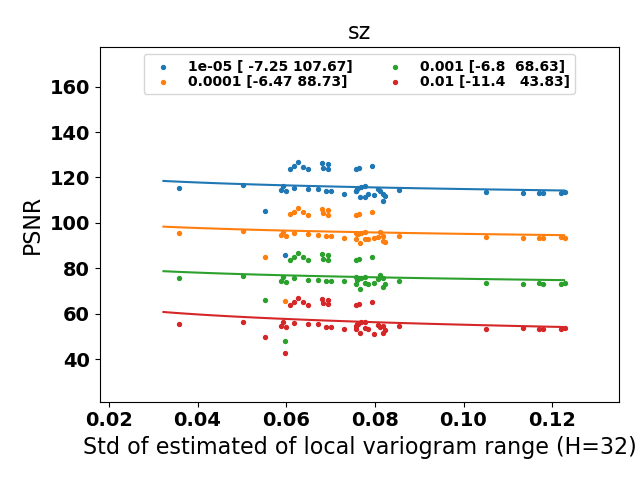 sz
1e-05 [ -7.25 107.67]
0.0001 [-6.47 88.73]
0.001 [-6.8  68.63]
0.01 [-11.4   43.83]
PSNR
160
140
120
100
80
60
40
0.02 0.04 0.06 0.08 0.10 0.12
Std of estimated of local variogram range (H=32)